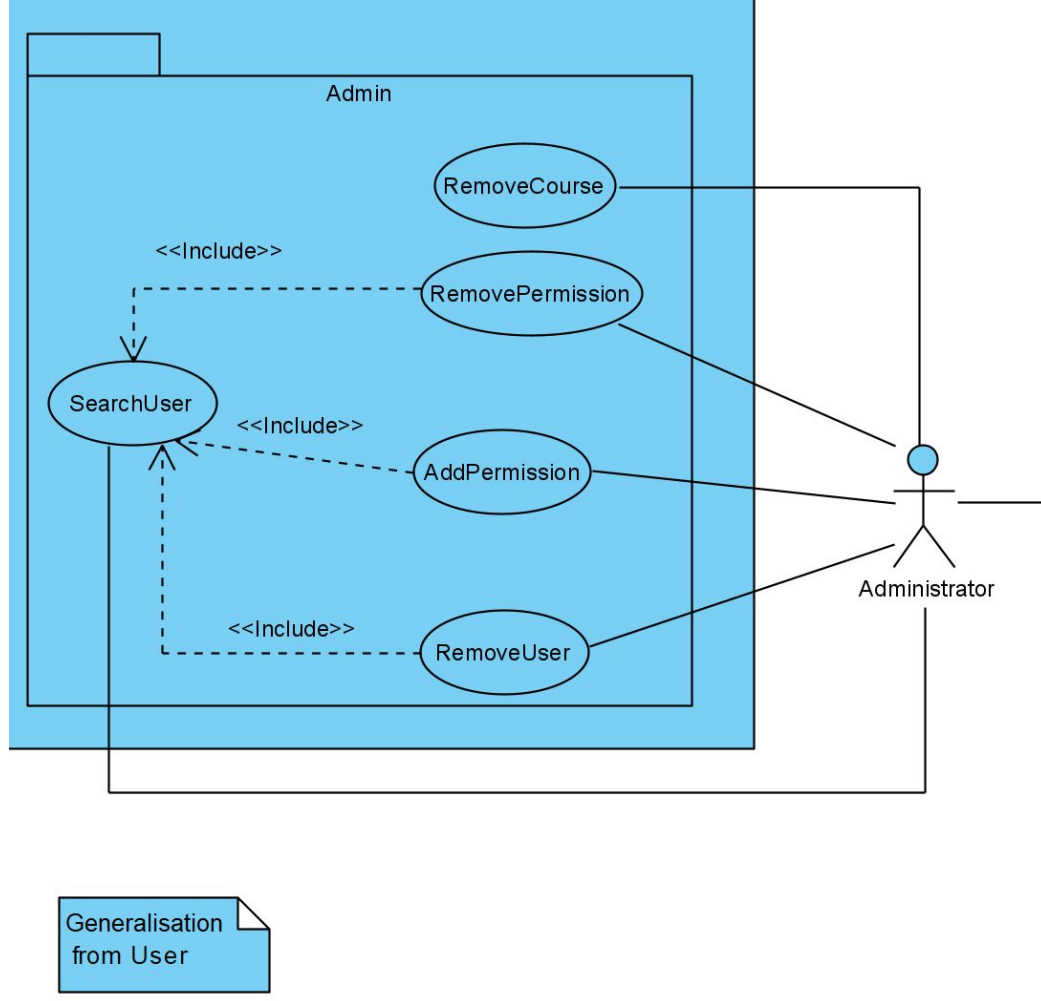 Admin
RemoveCourse
<<Include>>
RemovePermission
SearchUser
<<Include>>
AddPermission
Administrator
<<Include>>
RemoveUser
Generalisation
from User